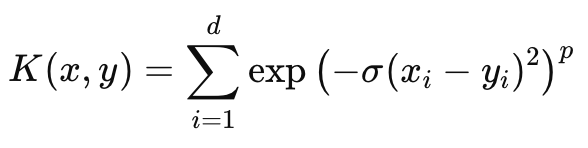 K(x, y) = \sum_{i=1}^{d} \exp\left(-\sigma(x_i - y_i)^2\right)^p